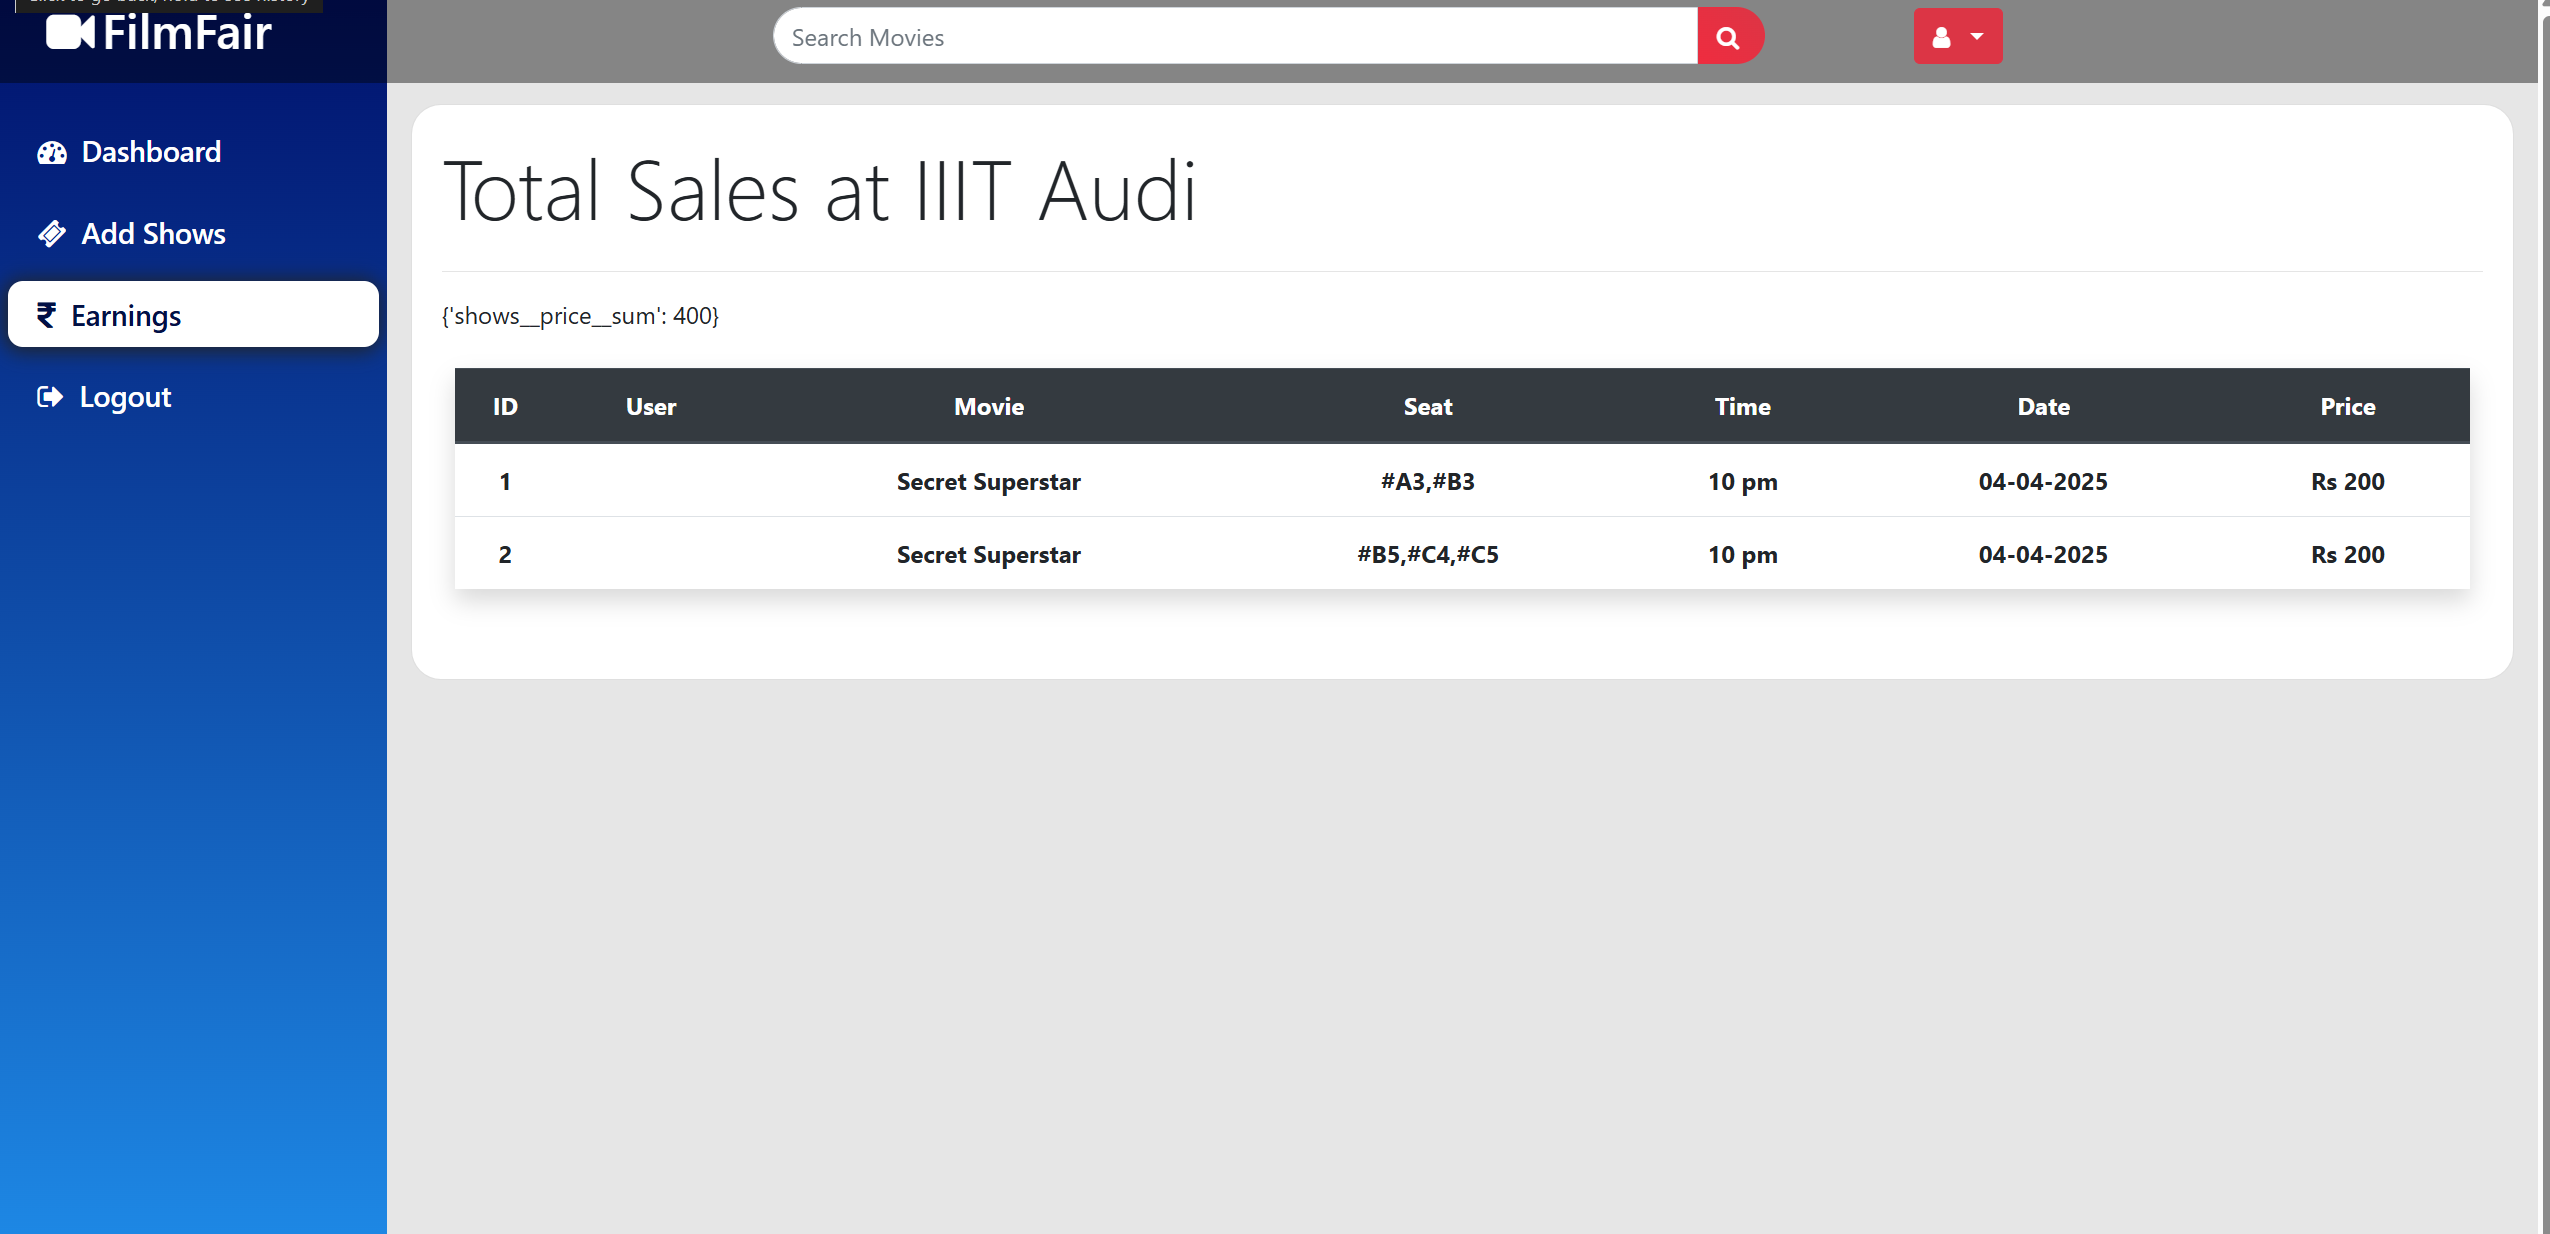 FilmFair
Search Movies
Dashboard
Add Shows
Earnings
Logout
Total Sales at IIIT Audi
{'shows__price__sum': 400}
ID User Movie Seat Time Date Price
1 Secret Superstar #A3,#B3 10 pm 04-04-2025 Rs 200
2 Secret Superstar #B5,#C4,#C5 10 pm 04-04-2025 Rs 200